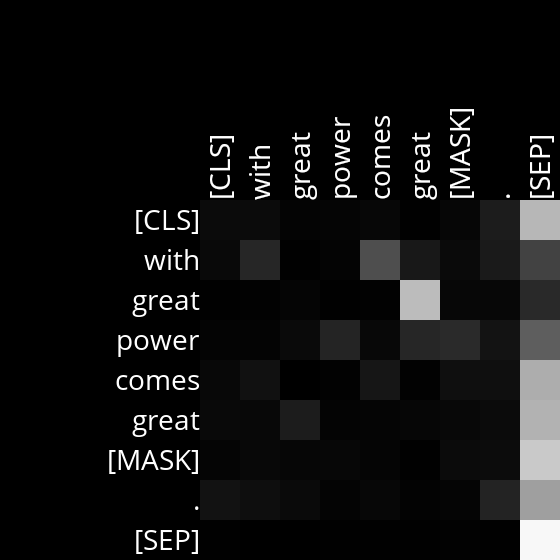 [CLS] with great power comes great [MASK] . [SEP]
[CLS]
with
great
power
comes
great
[MASK]
.
[SEP]